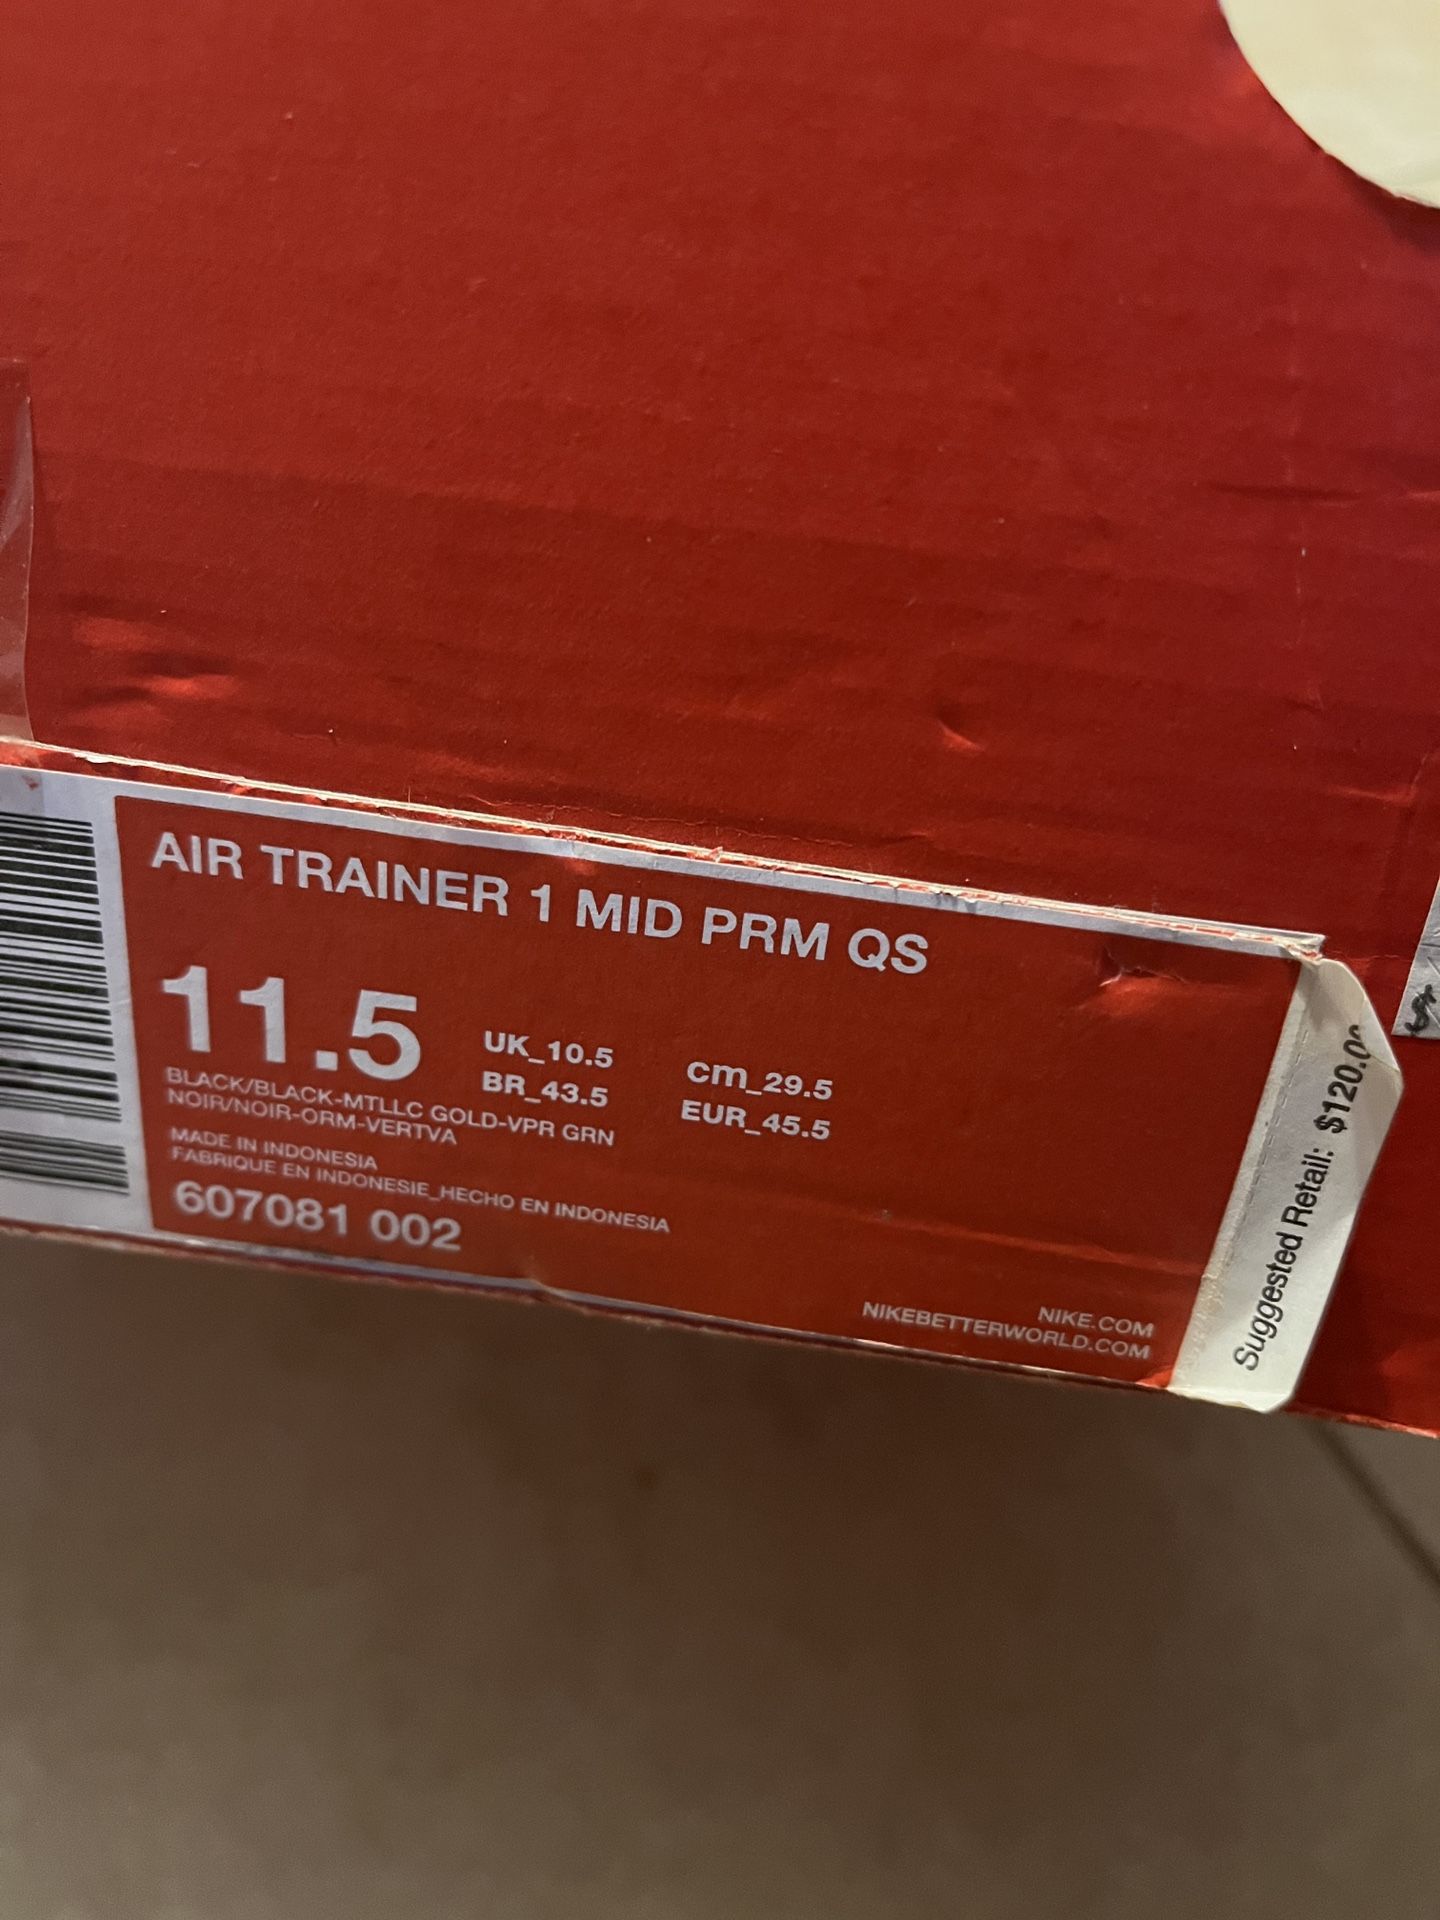 AIR TRAINER 1 MID PRM QS
11.5
UK_10.5
cm_29.5
BR_43.5
EUR_45.5
BLACK/BLACK-MTLLC GOLD-VPR GRN
NOIR/NOIR-ORM-VERTVA
MADE IN INDONESIA
FABRIQUE EN INDONESIE_HECHO EN INDONESIA
607081 002
NIKE.COM
NIKEBETTERWORLD.COM
Suggested Retail: $120.00
$